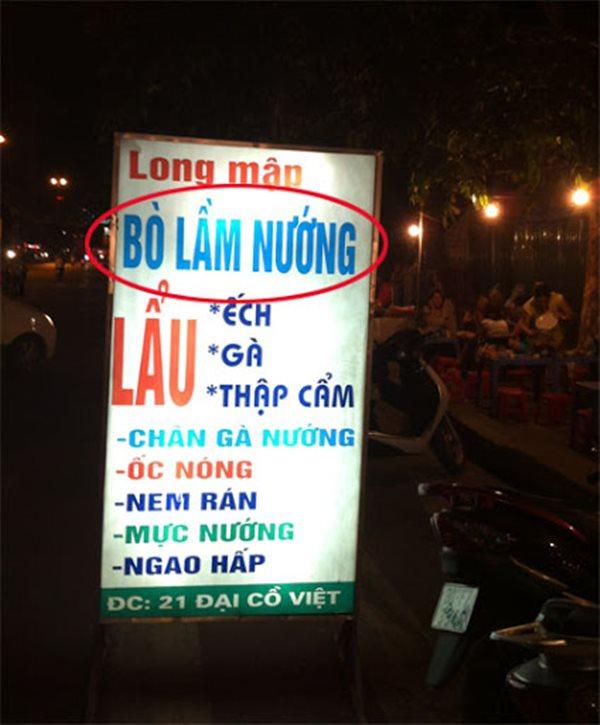 Long mập
BÒ LẦM NƯỚNG
LẨU
*ẾCH
*GÀ
*THẬP CẨM
-CHÂN GÀ NƯỚNG
-ỐC NÓNG
-NEM RÁN
-MỰC NƯỚNG
-NGAO HẤP
ĐC: 21 ĐẠI CỒ VIỆT